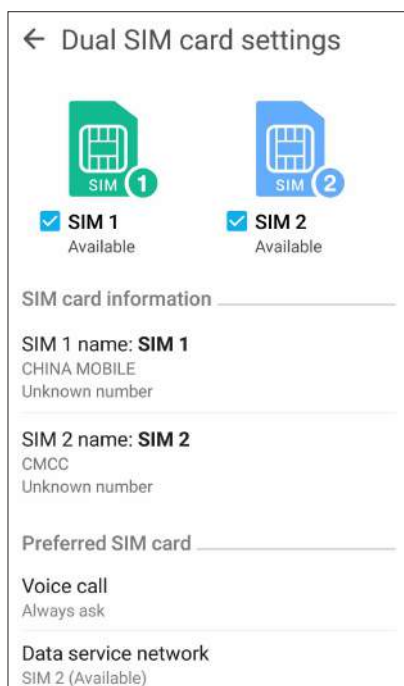 Dual SIM card settings
SIM 1
SIM 2
SIM 1
SIM 2
Available
Available
SIM card information
SIM 1 name: SIM 1
CHINA MOBILE
Unknown number
SIM 2 name: SIM 2
CMCC
Unknown number
Preferred SIM card
Voice call
Always ask
Data service network
SIM 2 (Available)